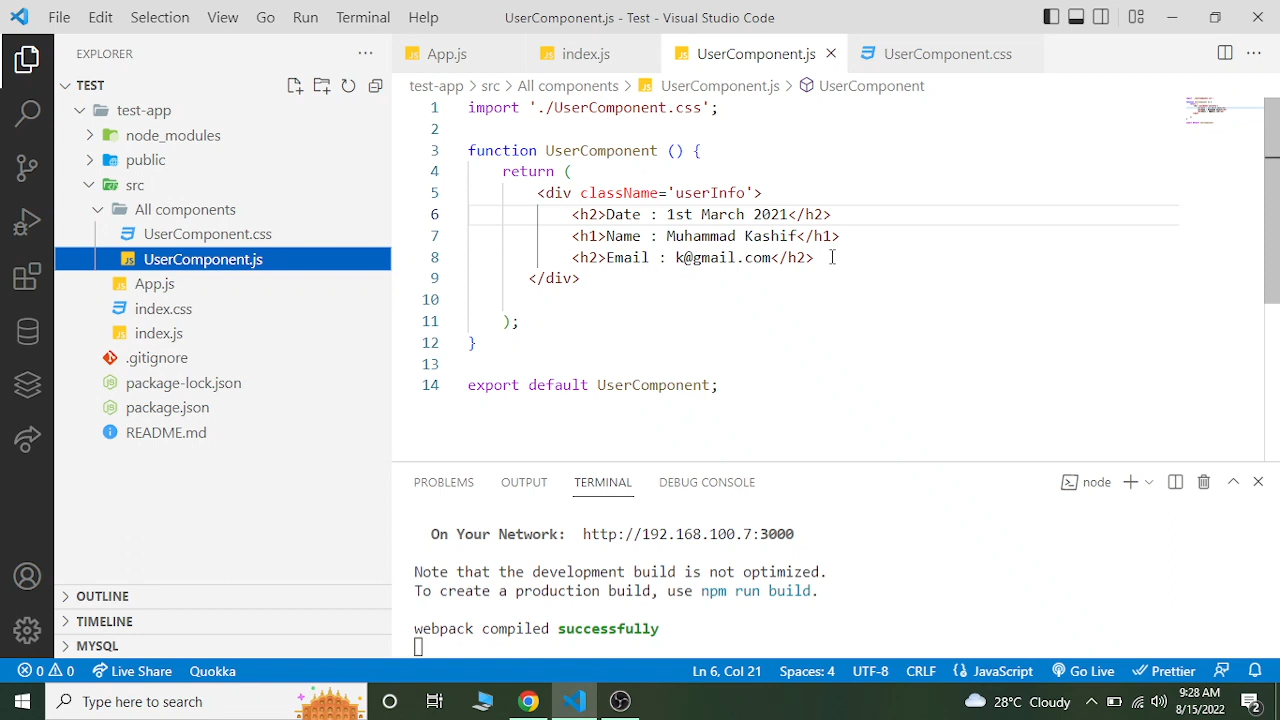 File Edit Selection View Go Run Terminal Help UserComponent.js - Test - Visual Studio Code
EXPLORER
TEST
test-app
node_modules
public
src
All components
UserComponent.css
UserComponent.js
App.js
index.css
index.js
.gitignore
package-lock.json
package.json
README.md
OUTLINE
TIMELINE
MYSQL
App.js index.js UserComponent.js UserComponent.css
test-app > src > All components > UserComponent.js > UserComponent
1 import './UserComponent.css';
2
3 function UserComponent () {
4 return (
5 <div className='userInfo'>
6 <h2>Date : 1st March 2021</h2>
7 <h1>Name : Muhammad Kashif</h1>
8 <h2>Email : k@gmail.com</h2>
9 </div>
10
11 );
12 }
13
14 export default UserComponent;
PROBLEMS OUTPUT TERMINAL DEBUG CONSOLE node
On Your Network: http://192.168.100.7:3000
Note that the development build is not optimized.
To create a production build, use npm run build.
webpack compiled successfully
0 0 Live Share Quokka Ln 6, Col 21 Spaces: 4 UTF-8 CRLF JavaScript Go Live Prettier
Type here to search 28°C Cloudy 9:28 AM
8/15/2022 2